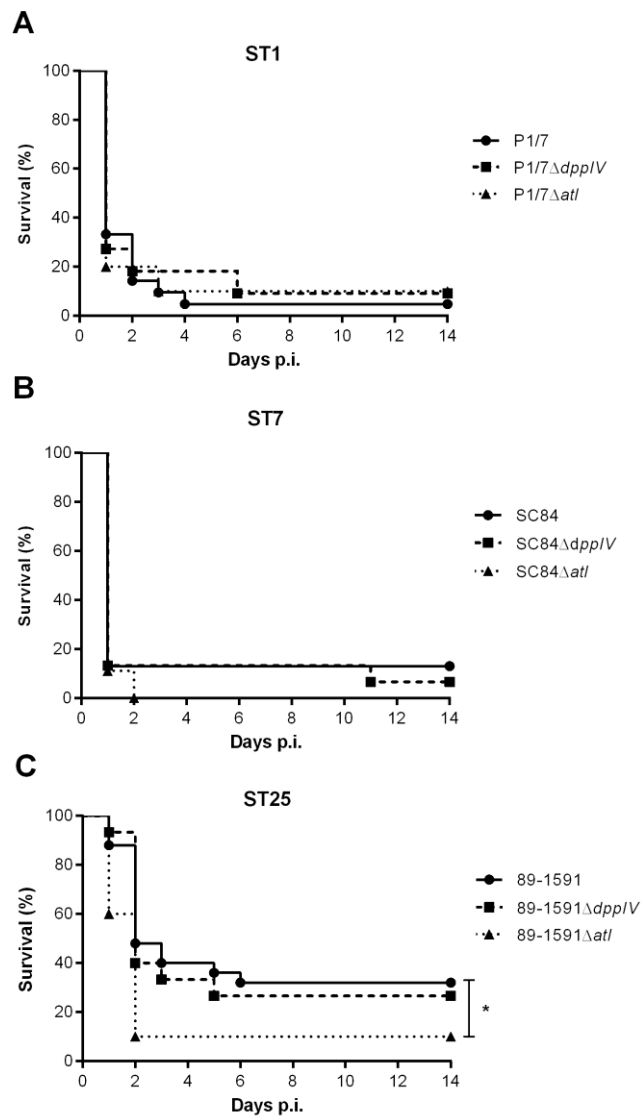 A
ST1
Survival (%)
100
80
60
40
20
0
0 2 4 6 8 10 12 14
Days p.i.
P1/7
P1/7ΔdppIV
P1/7Δatl
B
ST7
Survival (%)
100
80
60
40
20
0
0 2 4 6 8 10 12 14
Days p.i.
SC84
SC84ΔdppIV
SC84Δatl
C
ST25
Survival (%)
100
80
60
40
20
0
0 2 4 6 8 10 12 14
Days p.i.
89-1591
89-1591ΔdppIV
89-1591Δatl
*